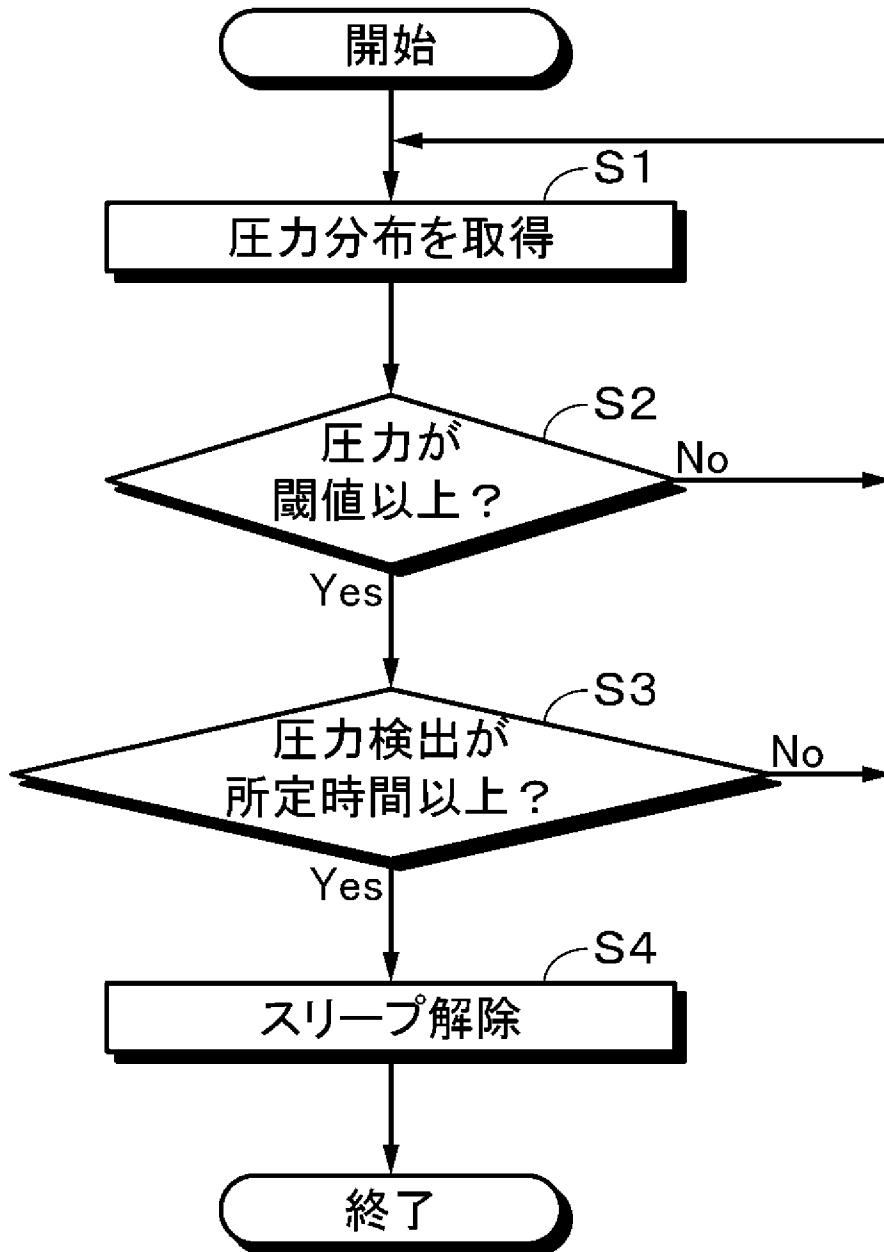 開始
S1
圧力分布を取得
S2
圧力が
閾値以上？
No
Yes
S3
圧力検出が
所定時間以上？
No
Yes
S4
スリープ解除
終了